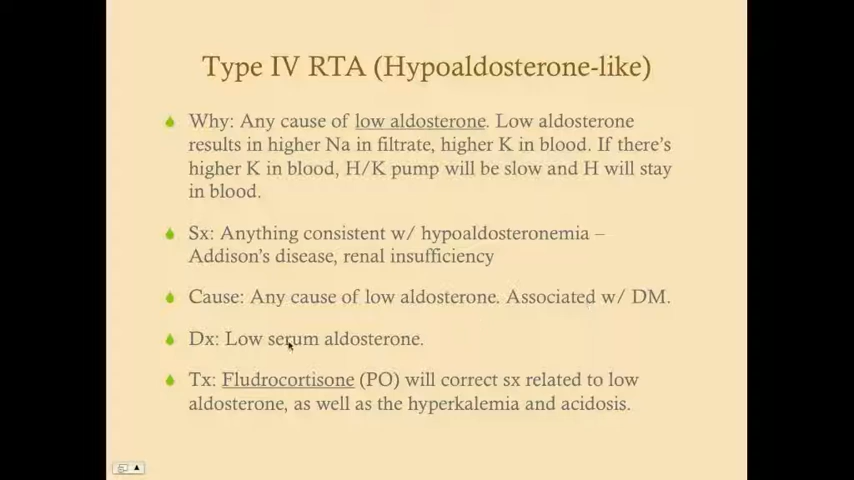 Type IV RTA (Hypoaldosterone-like)
Why: Any cause of low aldosterone. Low aldosterone
results in higher Na in filtrate, higher K in blood. If there's
higher K in blood, H/K pump will be slow and H will stay
in blood.
Sx: Anything consistent w/ hypoaldosteronemia –
Addison's disease, renal insufficiency
Cause: Any cause of low aldosterone. Associated w/ DM.
Dx: Low serum aldosterone.
Tx: Fludrocortisone (PO) will correct sx related to low
aldosterone, as well as the hyperkalemia and acidosis.